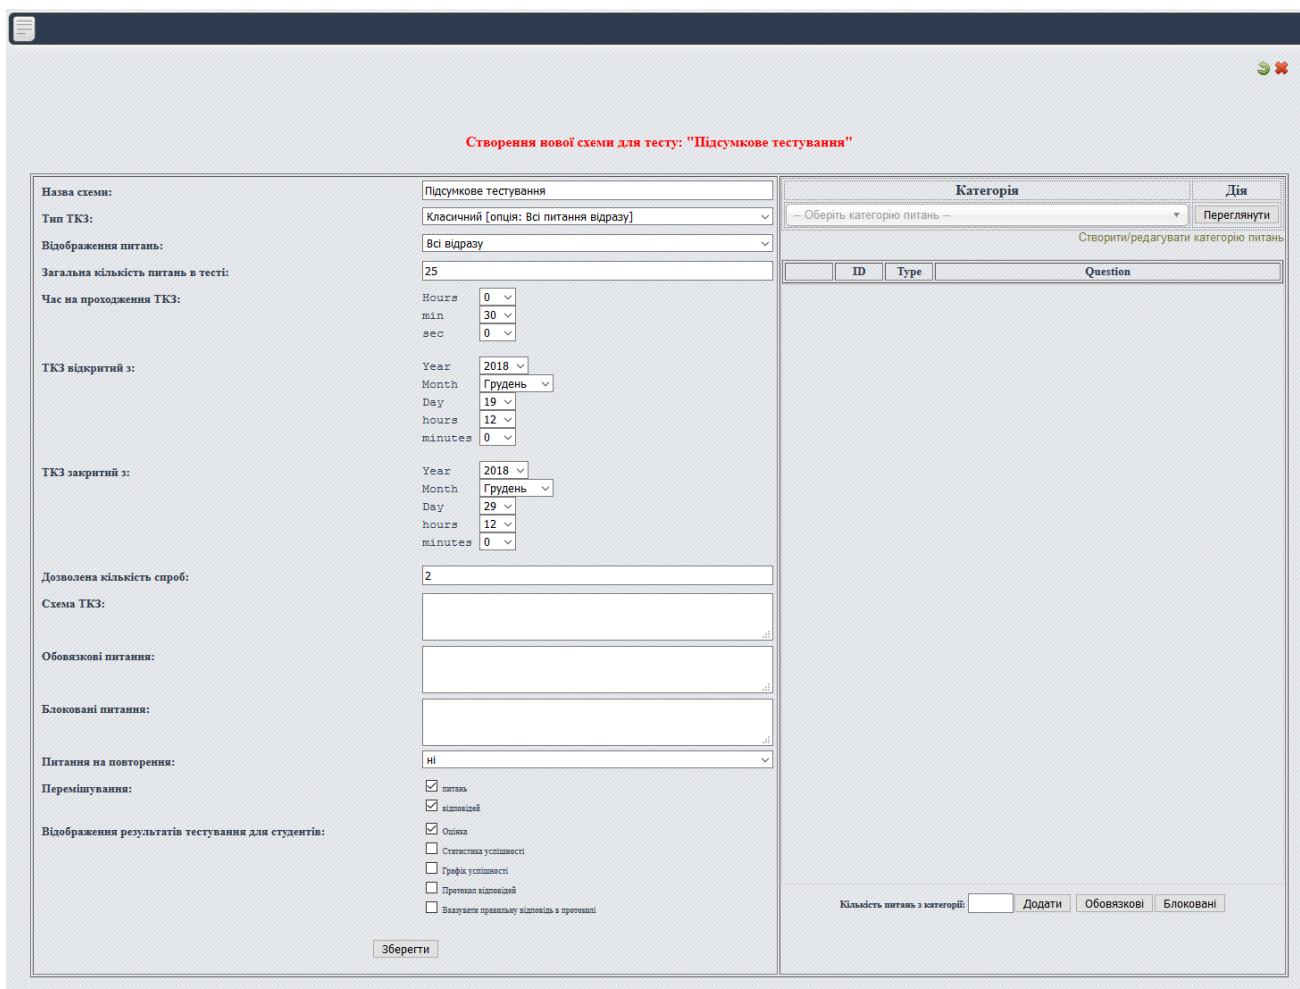 Створення нової схеми для тесту: "Підсумкове тестування"
Назва схеми: Підсумкове тестування
Тип ТКЗ: Класичний [опція: Всі питання відразу]
Відображення питань: Всі відразу
Загальна кількість питань в тесті: 25
Час на проходження ТКЗ: Hours 0
min 30
sec 0
ТКЗ відкритий з: Year 2018
Month Грудень
Day 19
hours 12
minutes 0
ТКЗ закритий з: Year 2018
Month Грудень
Day 29
hours 12
minutes 0
Дозволена кількість спроб: 2
Схема ТКЗ:
Обовязкові питання:
Блоковані питання:
Питання на повторення: ні
Перемішування: питань
відповідей
Відображення результатів тестування для студентів: Оцінка
Статистика успішності
Графік успішності
Протокол відповідей
Вказувати правильну відповідь в протоколі
Зберегти
Категорія Дія
-- Оберіть категорію питань -- Переглянути
Створити/редагувати категорію питань
ID Type Question
Кількість питань з категорії: Додати Обовязкові Блоковані